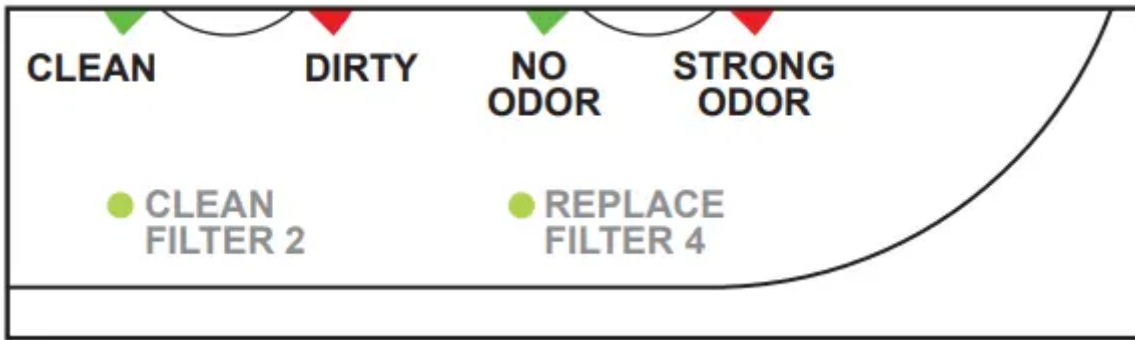 CLEAN
DIRTY
NO
ODOR
STRONG
ODOR
CLEAN
FILTER 2
REPLACE
FILTER 4